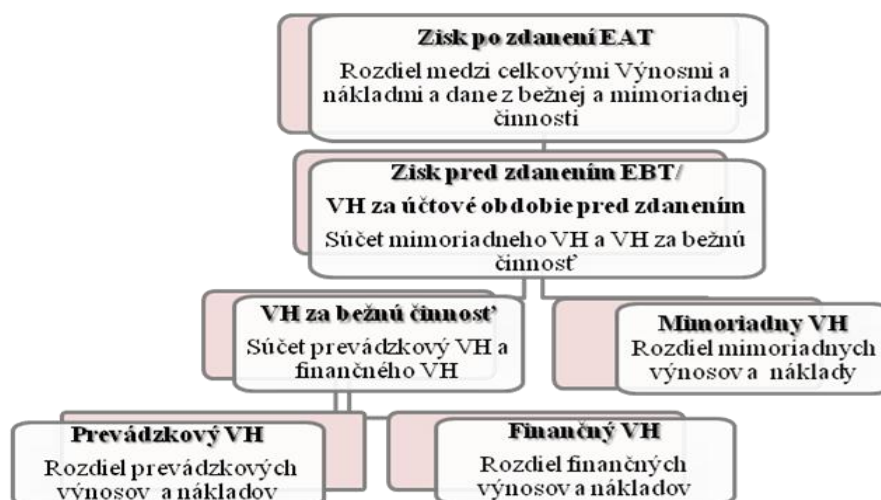 Zisk po zdanení EAT
Rozdiel medzi celkovými Výnosmi a
nákladmi a dane z bežnej a mimoriadnej
činnosti
Zisk pred zdanením EBT/
VH za účtové obdobie pred zdanením
Súčet mimoriadneho VH a VH za bežnú
činnosť
VH za bežnú činnosť
Súčet prevádzkový VH a
finančného VH
Mimoriadny VH
Rozdiel mimoriadnych
výnosov a náklady
Prevádzkový VH
Rozdiel prevádzkových
výnosov a nákladov
Finančný VH
Rozdiel finančných
výnosov a nákladov